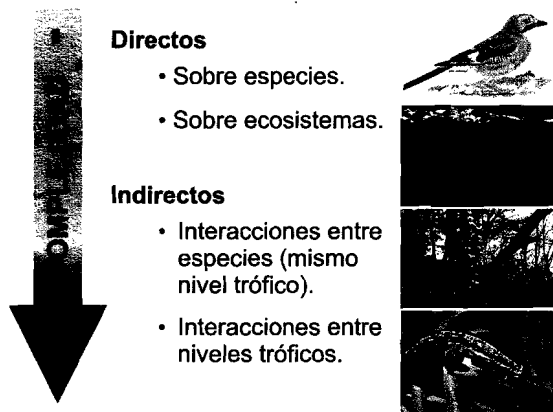 Directos
• Sobre especies.
• Sobre ecosistemas.
Indirectos
• Interacciones entre
especies (mismo
nivel trófico).
• Interacciones entre
niveles tróficos.